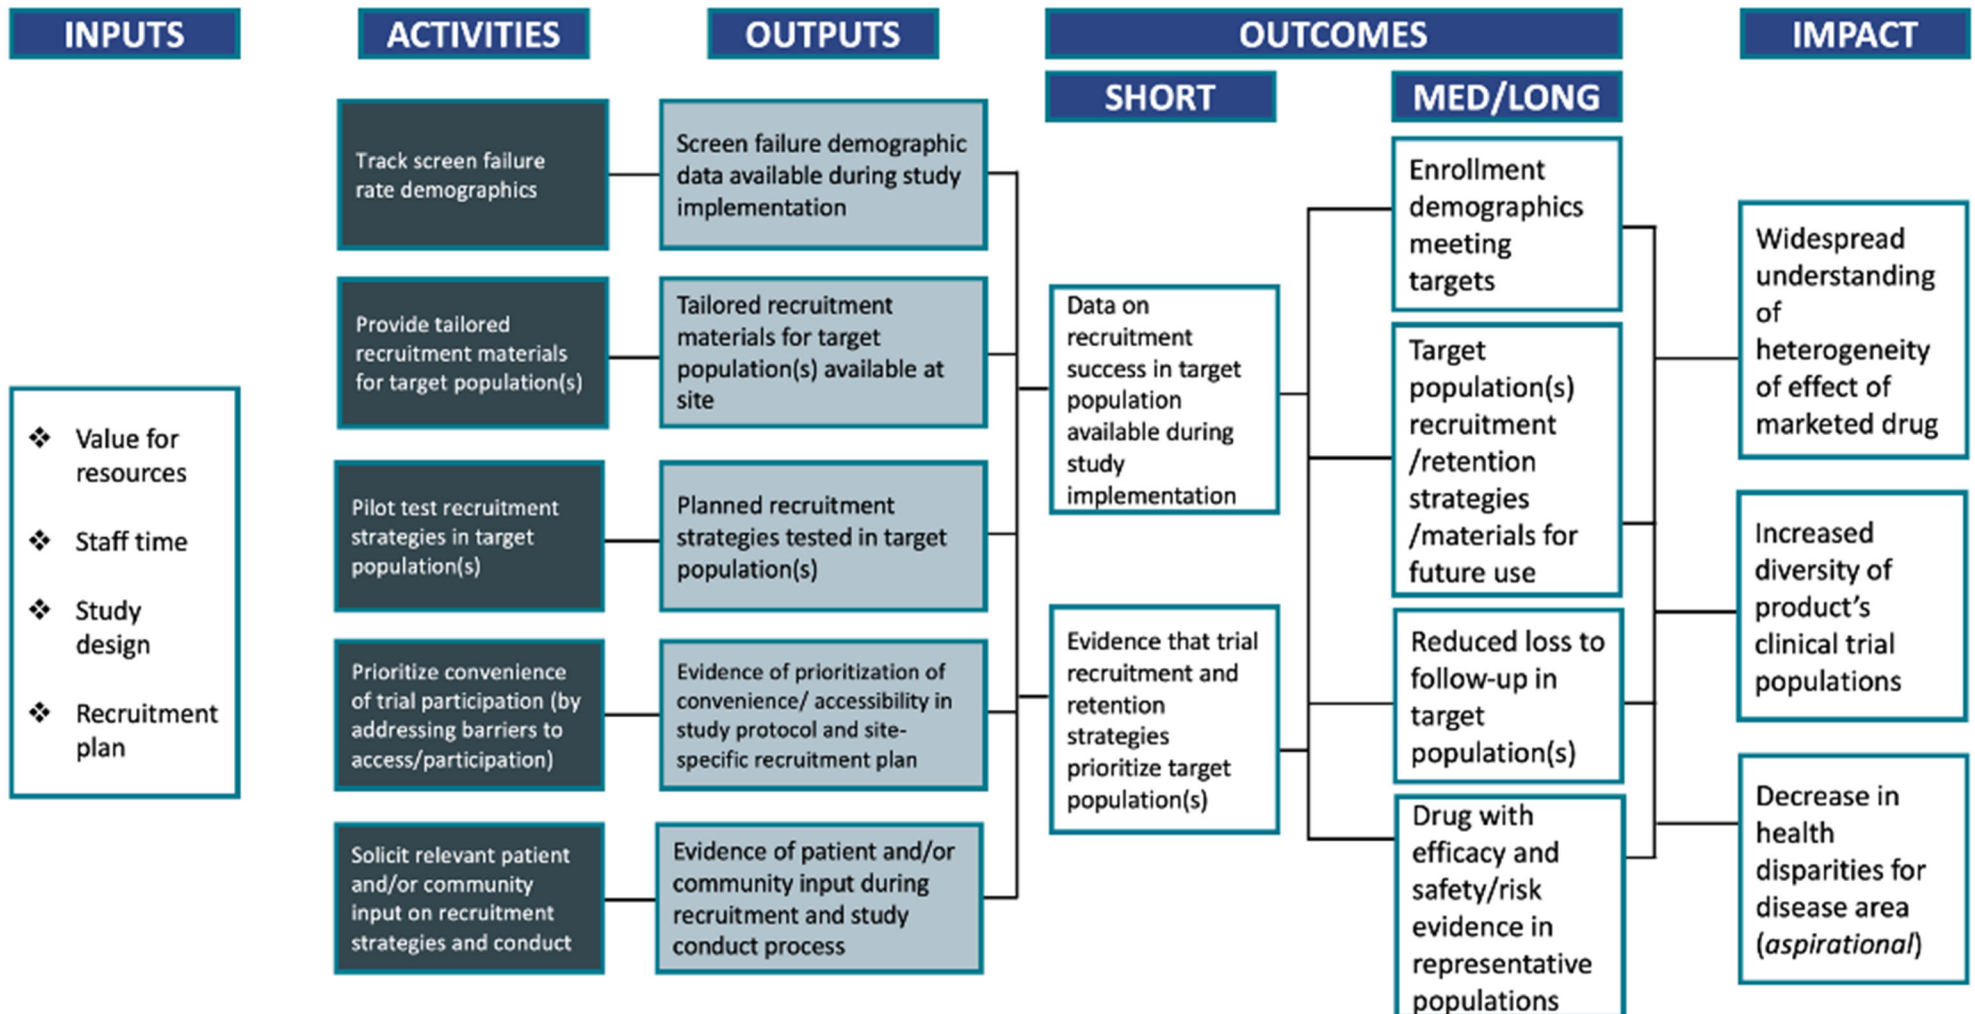 INPUTS
ACTIVITIES
OUTPUTS
OUTCOMES
IMPACT
SHORT
MED/LONG
❖ Value for
resources
❖ Staff time
❖ Study
design
❖ Recruitment
plan
Track screen failure
rate demographics
Provide tailored
recruitment materials
for target population(s)
Pilot test recruitment
strategies in target
population(s)
Prioritize convenience
of trial participation (by
addressing barriers to
access/participation)
Solicit relevant patient
and/or community
input on recruitment
strategies and conduct
Screen failure demographic
data available during study
implementation
Tailored recruitment
materials for target
population(s) available at
site
Planned recruitment
strategies tested in target
population(s)
Evidence of prioritization of
convenience/ accessibility in
study protocol and site-
specific recruitment plan
Evidence of patient and/or
community input during
recruitment and study
conduct process
Data on
recruitment
success in target
population
available during
study
implementation
Evidence that trial
recruitment and
retention
strategies
prioritize target
population(s)
Enrollment
demographics
meeting
targets
Target
population(s)
recruitment
/retention
strategies
/materials for
future use
Reduced loss to
follow-up in
target
population(s)
Drug with
efficacy and
safety/risk
evidence in
representative
populations
Widespread
understanding
of
heterogeneity
of effect of
marketed drug
Increased
diversity of
product’s
clinical trial
populations
Decrease in
health
disparities for
disease area
(aspirational)